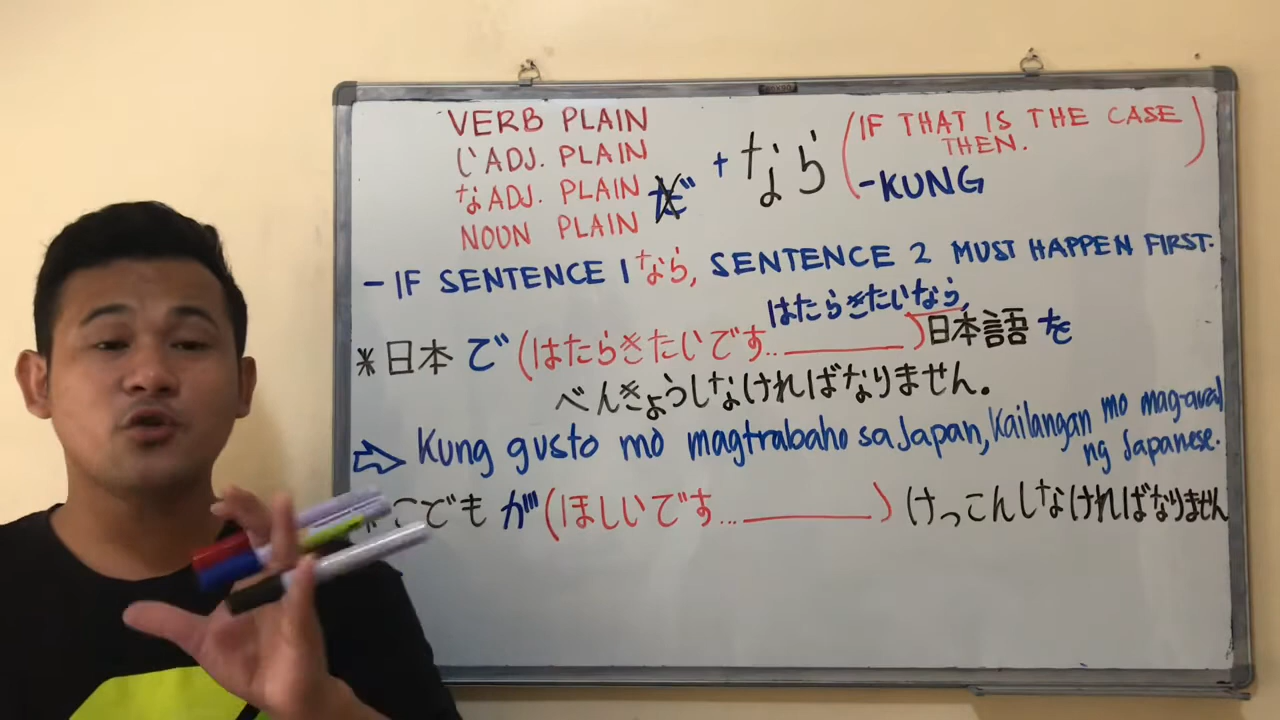 VERB PLAIN
い ADJ. PLAIN
な ADJ. PLAIN だ
NOUN PLAIN
+ なら (IF THAT IS THE CASE THEN.)
-KUNG
- IF SENTENCE 1 なら, SENTENCE 2 MUST HAPPEN FIRST.
はたらきたいなら,
*日本で(はたらきたいです...______)日本語を
べんきょうしなければなりません。
⇒ Kung gusto mo magtrabaho sa Japan, Kailangan mo mag-aral
ng Japanese.
*こどもが(ほしいです...______) けっこんしなければなりません